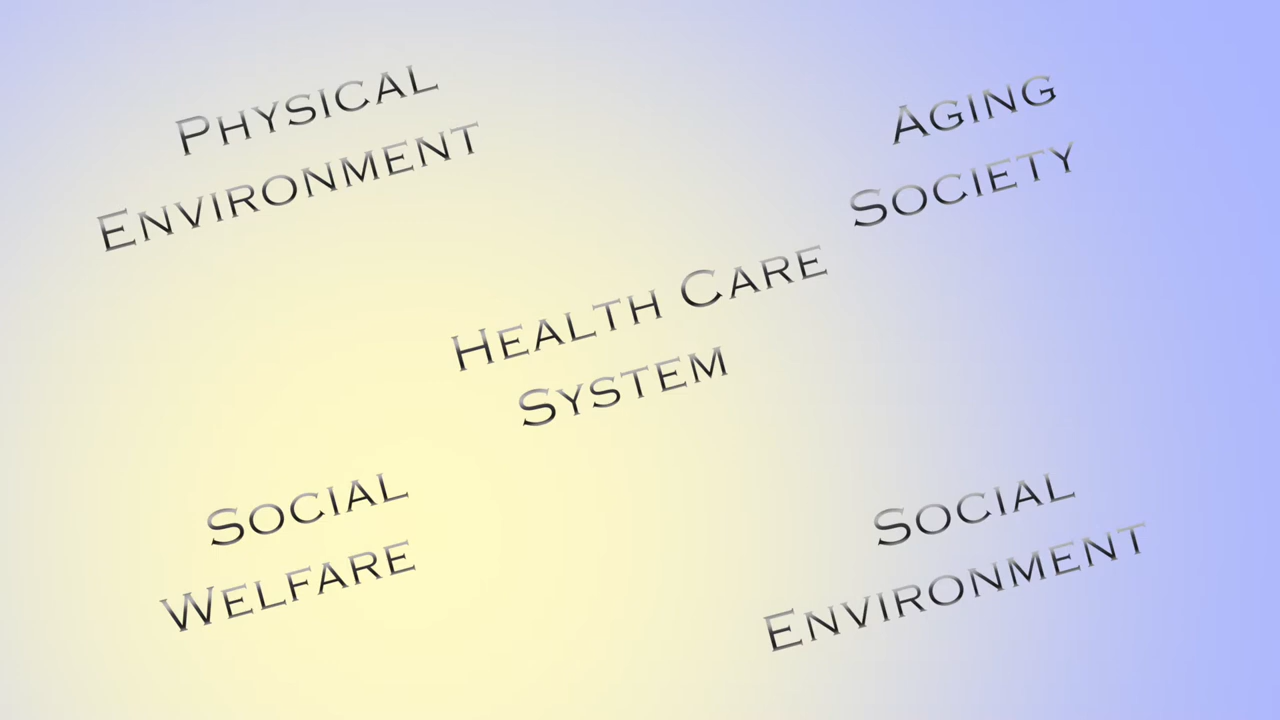 Physical
Environment
Aging
Society
Health Care
System
Social
Welfare
Social
Environment